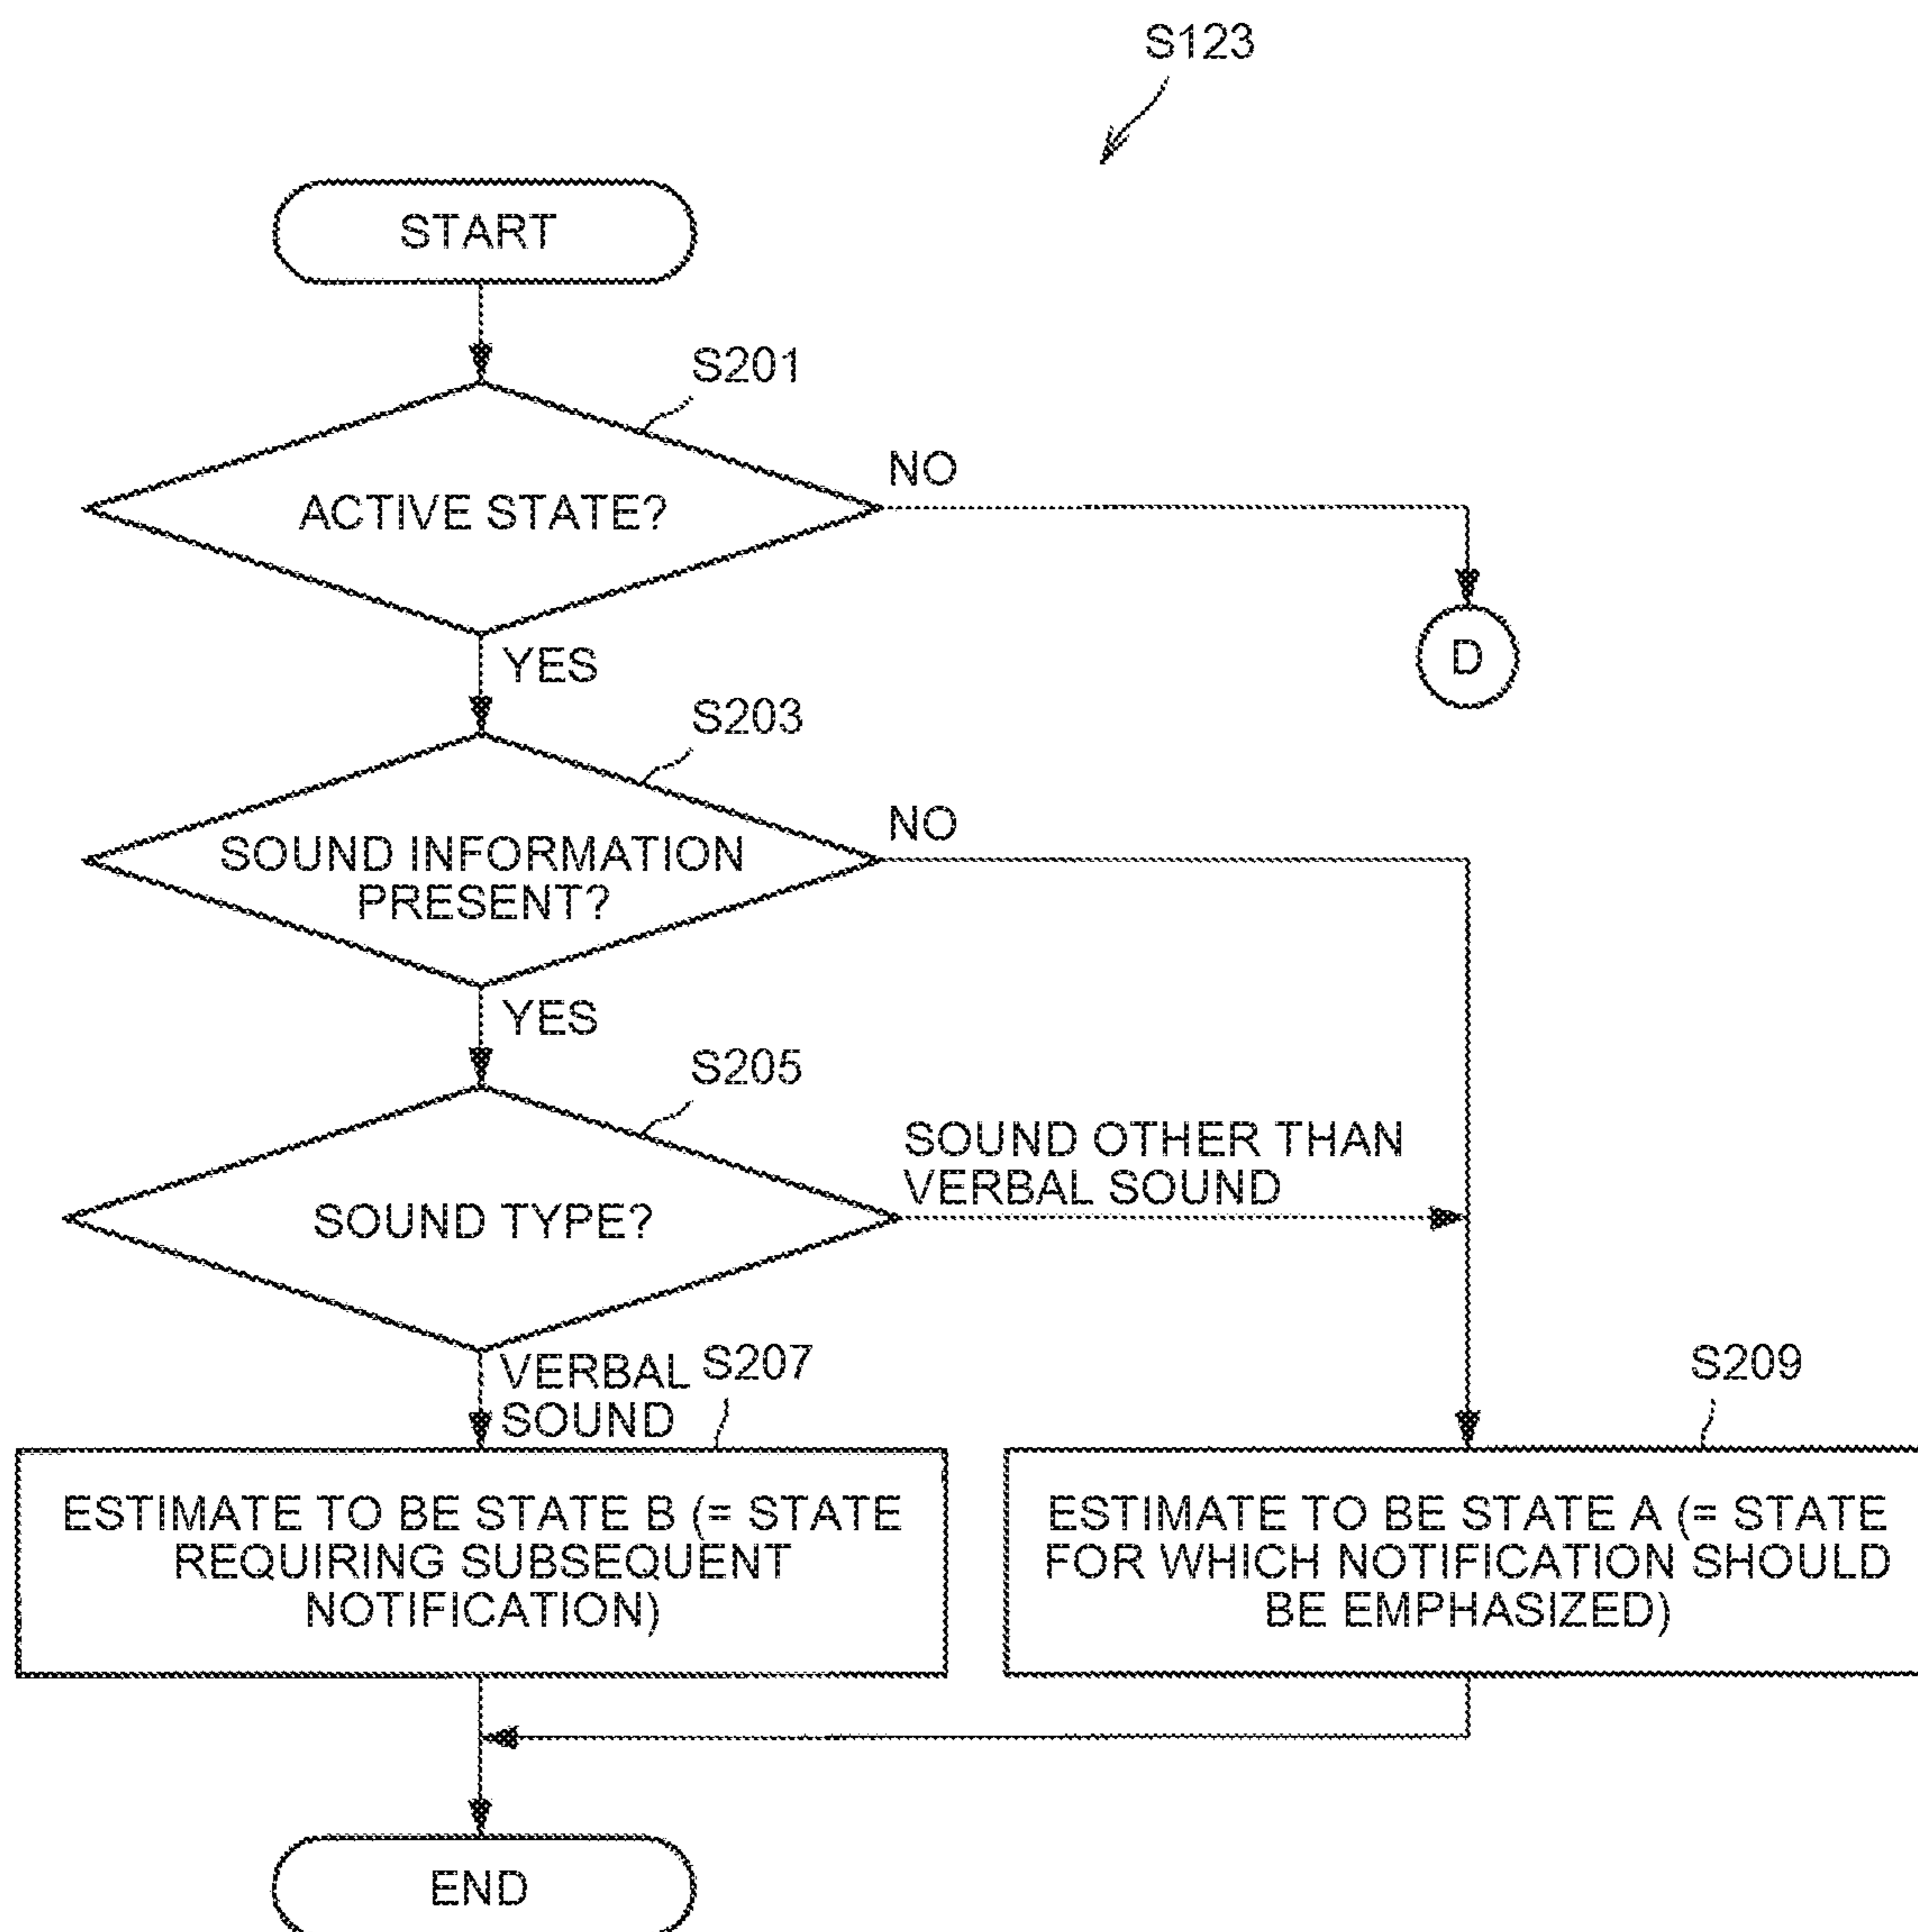 S123
START
S201
ACTIVE STATE?
NO
D
YES
S203
SOUND INFORMATION
PRESENT?
NO
YES
S205
SOUND TYPE?
SOUND OTHER THAN
VERBAL SOUND
VERBAL
SOUND
S207
S209
ESTIMATE TO BE STATE B (= STATE
REQUIRING SUBSEQUENT
NOTIFICATION)
ESTIMATE TO BE STATE A (= STATE
FOR WHICH NOTIFICATION SHOULD
BE EMPHASIZED)
END